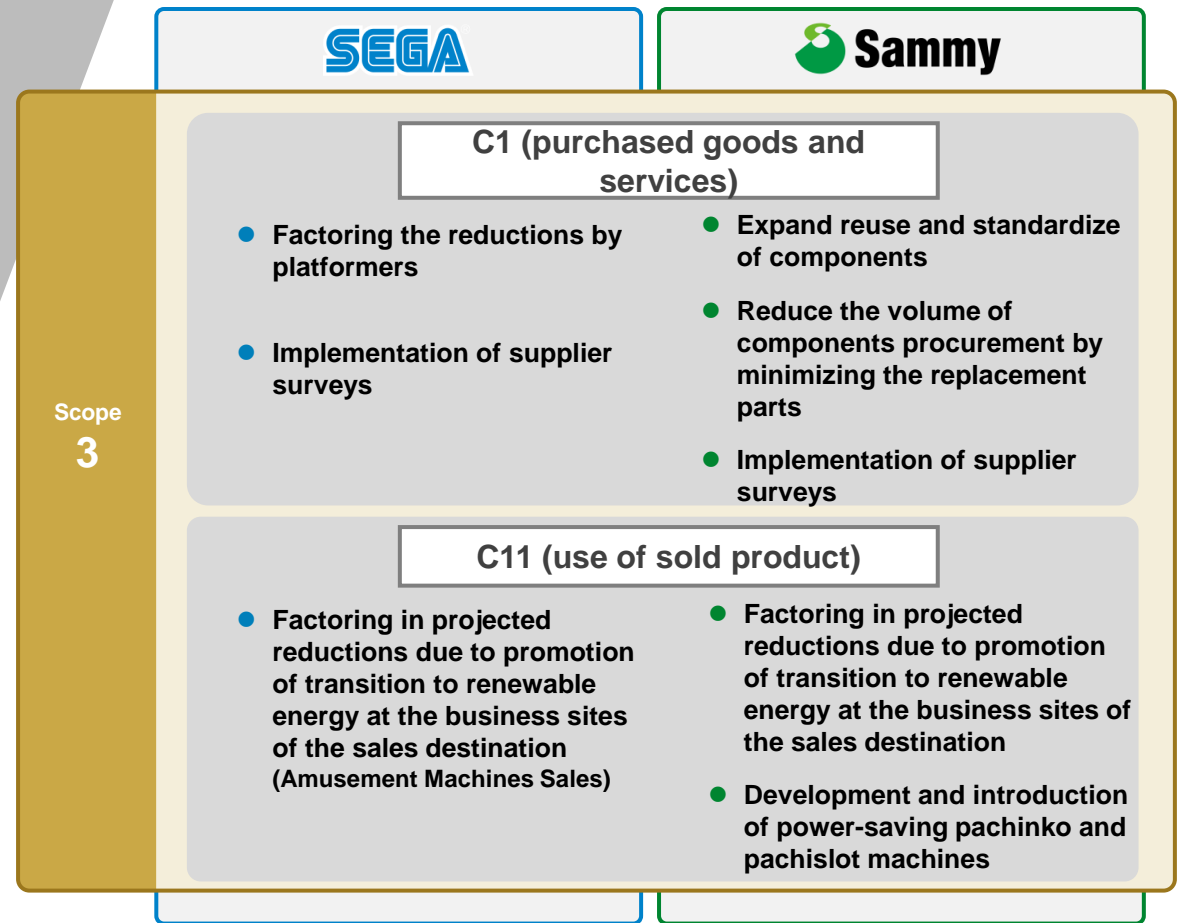 SEGA
Sammy
Scope
3
C1 (purchased goods and
services)
Factoring the reductions by
platformers
Implementation of supplier
surveys
Expand reuse and standardize
of components
Reduce the volume of
components procurement by
minimizing the replacement
parts
Implementation of supplier
surveys
C11 (use of sold product)
Factoring in projected
reductions due to promotion
of transition to renewable
energy at the business sites
of the sales destination
(Amusement Machines Sales)
Factoring in projected
reductions due to promotion
of transition to renewable
energy at the business sites of
the sales destination
Development and introduction
of power-saving pachinko and
pachislot machines